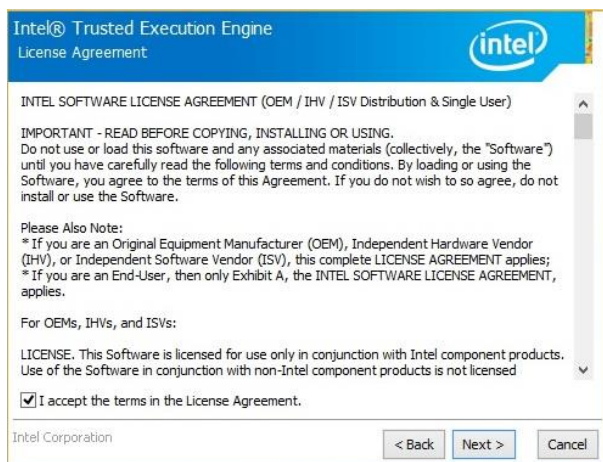 Intel® Trusted Execution Engine
License Agreement
intel
INTEL SOFTWARE LICENSE AGREEMENT (OEM / IHV / ISV Distribution & Single User)
IMPORTANT - READ BEFORE COPYING, INSTALLING OR USING.
Do not use or load this software and any associated materials (collectively, the "Software")
until you have carefully read the following terms and conditions. By loading or using the
Software, you agree to the terms of this Agreement. If you do not wish to so agree, do not
install or use the Software.
Please Also Note:
* If you are an Original Equipment Manufacturer (OEM), Independent Hardware Vendor
(IHV), or Independent Software Vendor (ISV), this complete LICENSE AGREEMENT applies;
* If you are an End-User, then only Exhibit A, the INTEL SOFTWARE LICENSE AGREEMENT,
applies.
For OEMs, IHVs, and ISVs:
LICENSE. This Software is licensed for use only in conjunction with Intel component products.
Use of the Software in conjunction with non-Intel component products is not licensed
I accept the terms in the License Agreement.
Intel Corporation
< Back
Next >
Cancel